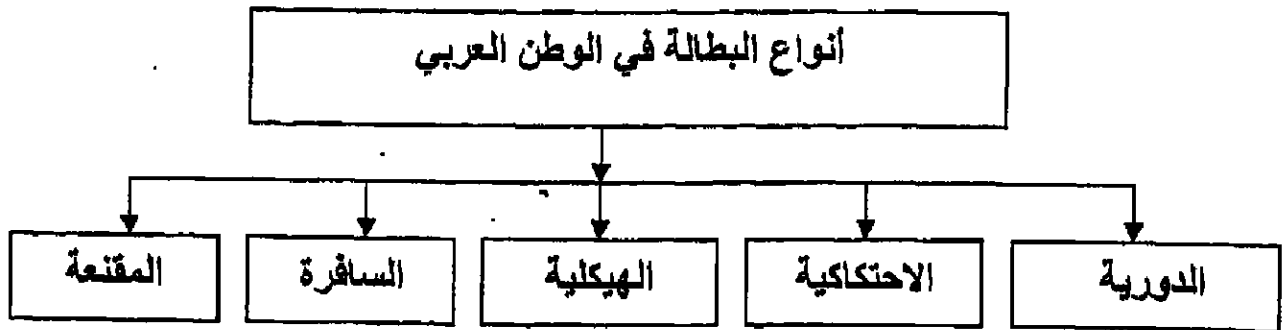 أنواع البطالة في الوطن العربي
الدورية
الاحتكاكية
الهيكلية
السافرة
المقنعة